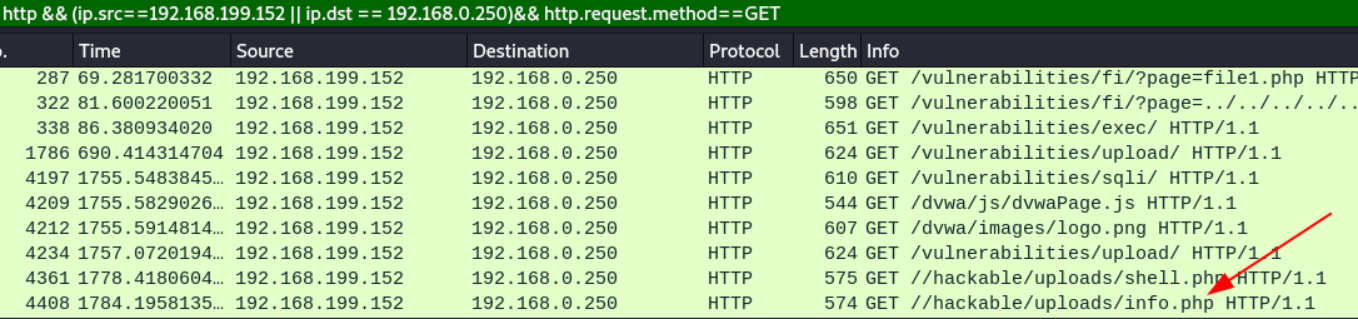 http && (ip.src==192.168.199.152 || ip.dst == 192.168.0.250)&& http.request.method==GET
o. Time Source Destination Protocol Length Info
287 69.281700332 192.168.199.152 192.168.0.250 HTTP 650 GET /vulnerabilities/fi/?page=file1.php HTTP
322 81.600220051 192.168.199.152 192.168.0.250 HTTP 598 GET /vulnerabilities/fi/?page=../../../../..
338 86.380934020 192.168.199.152 192.168.0.250 HTTP 651 GET /vulnerabilities/exec/ HTTP/1.1
1786 690.414314704 192.168.199.152 192.168.0.250 HTTP 624 GET /vulnerabilities/upload/ HTTP/1.1
4197 1755.5483845… 192.168.199.152 192.168.0.250 HTTP 610 GET /vulnerabilities/sqli/ HTTP/1.1
4209 1755.5829026… 192.168.199.152 192.168.0.250 HTTP 544 GET /dvwa/js/dvwaPage.js HTTP/1.1
4212 1755.5914814… 192.168.199.152 192.168.0.250 HTTP 607 GET /dvwa/images/logo.png HTTP/1.1
4234 1757.0720194… 192.168.199.152 192.168.0.250 HTTP 624 GET /vulnerabilities/upload/ HTTP/1.1
4361 1778.4180604… 192.168.199.152 192.168.0.250 HTTP 575 GET //hackable/uploads/shell.php HTTP/1.1
4408 1784.1958135… 192.168.199.152 192.168.0.250 HTTP 574 GET //hackable/uploads/info.php HTTP/1.1